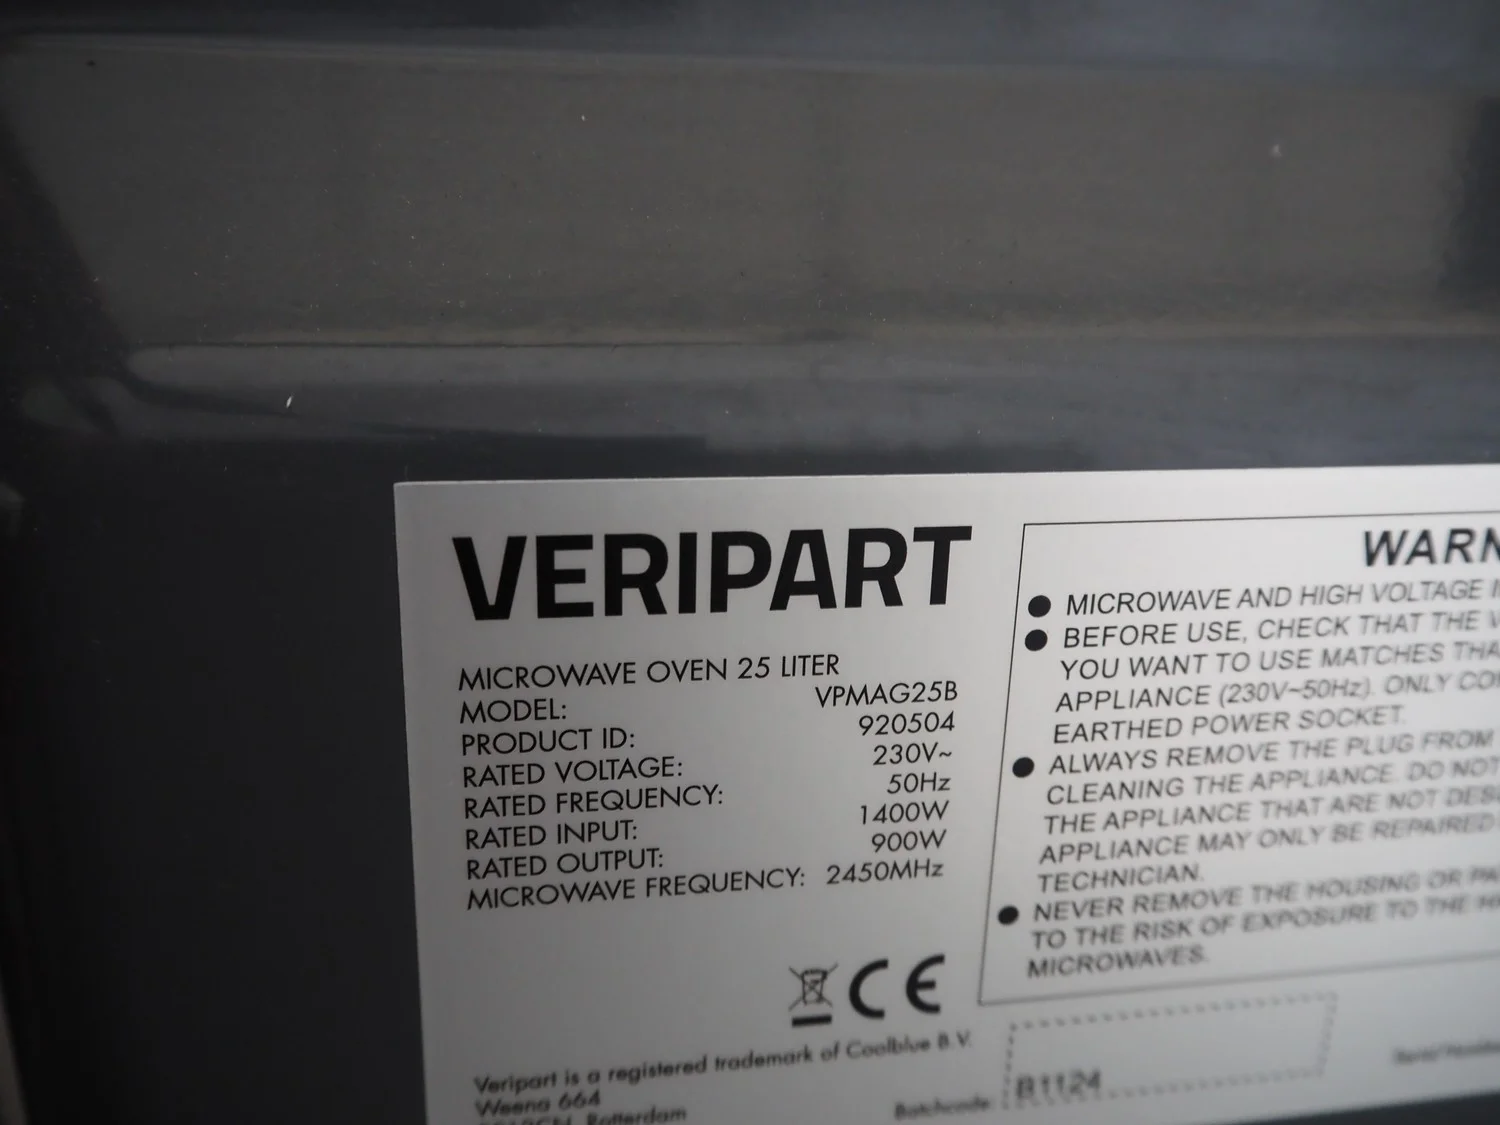 VERIPART
MICROWAVE OVEN 25 LITER
MODEL: VPMAG25B
PRODUCT ID: 920504
RATED VOLTAGE: 230V~
RATED FREQUENCY: 50Hz
RATED INPUT: 1400W
RATED OUTPUT: 900W
MICROWAVE FREQUENCY: 2450MHz
CE
Veripart is a registered trademark of Coolblue B.V.
Weena 664
Rotterdam
WARN
● MICROWAVE AND HIGH VOLTAGE
● BEFORE USE, CHECK THAT THE V
YOU WANT TO USE MATCHES THA
APPLIANCE (230V~50Hz). ONLY CO
EARTHED POWER SOCKET.
● ALWAYS REMOVE THE PLUG FROM
CLEANING THE APPLIANCE. DO NOT
THE APPLIANCE THAT ARE NOT DES
APPLIANCE MAY ONLY BE REPAIRED
TECHNICIAN.
● NEVER REMOVE THE HOUSING OR PA
TO THE RISK OF EXPOSURE TO THE H
MICROWAVES.
Batchcode: B1124